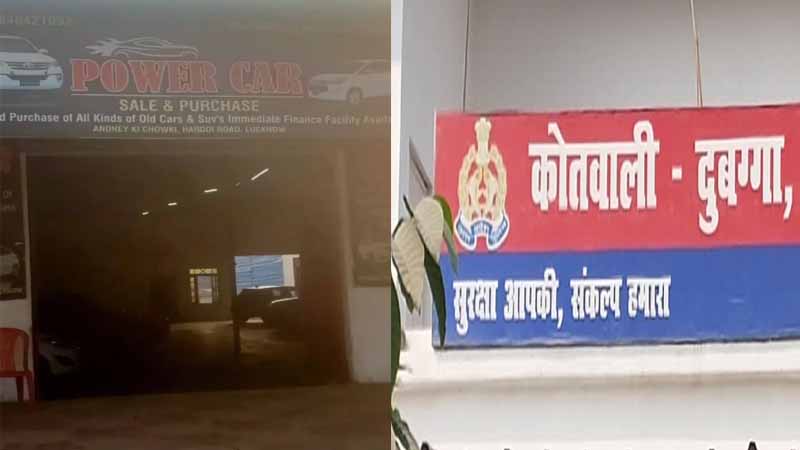 POWER CAR
SALE & PURCHASE
Purchase of All Kinds of Old Cars & Suv's Immediate Finance Facility
ANDHEY KI CHOWKI, HARDOI ROAD, LUCKNOW
कोतवाली - दुबग्गा,
सुरक्षा आपकी, संकल्प हमारा